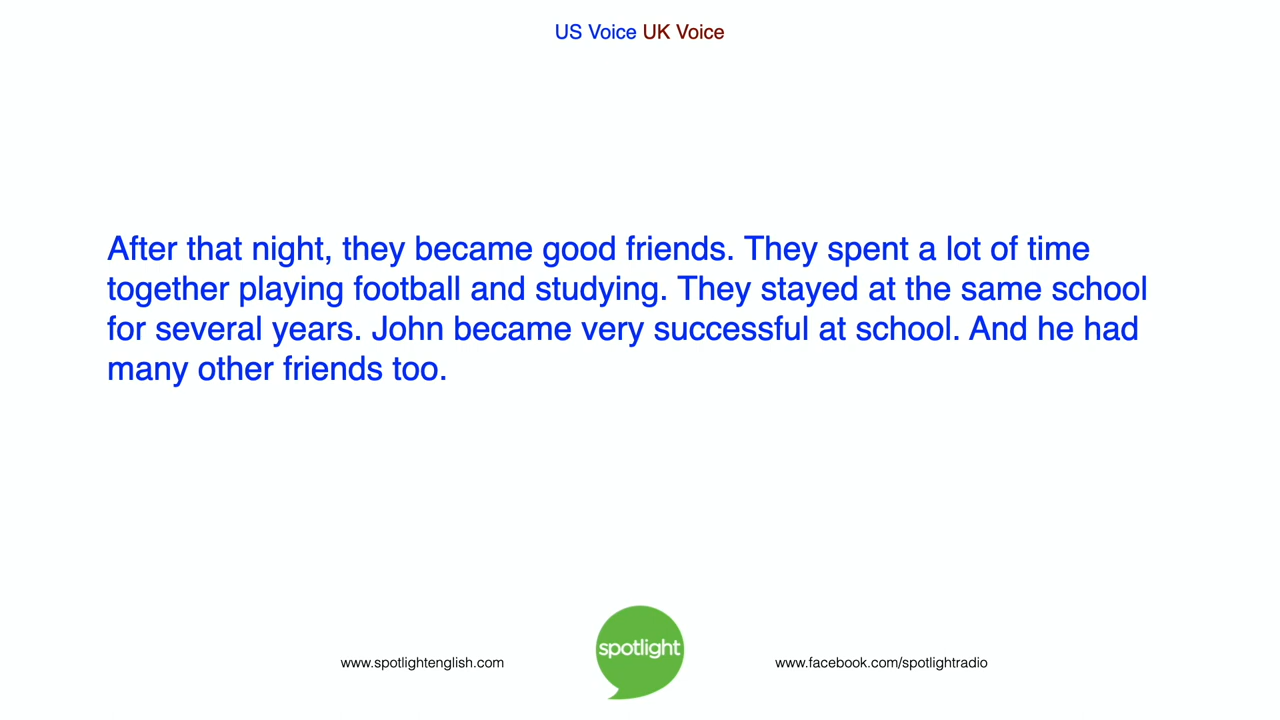 US Voice UK Voice
After that night, they became good friends. They spent a lot of time
together playing football and studying. They stayed at the same school
for several years. John became very successful at school. And he had
many other friends too.
www.spotlightenglish.com
spotlight
www.facebook.com/spotlightradio